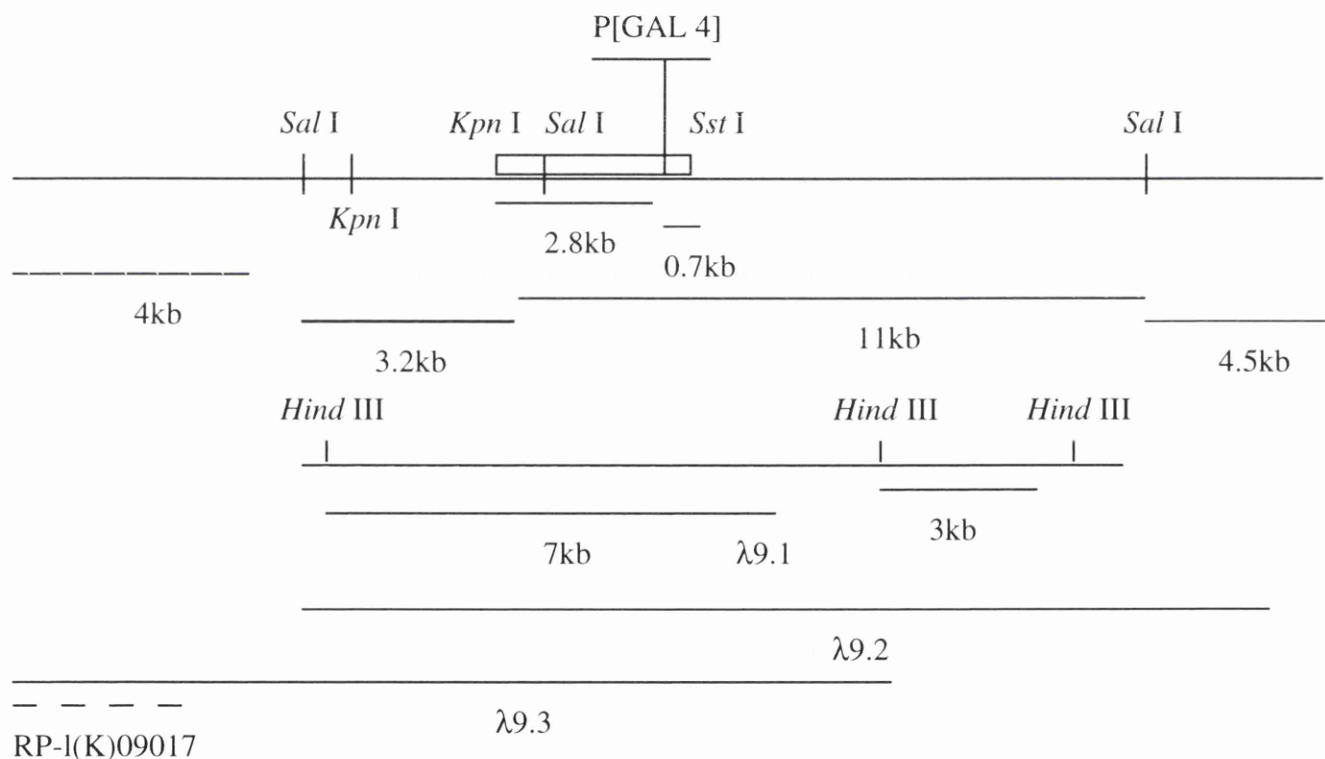 P[GAL 4]
Sal I Kpn I Sal I Sst I Sal I
Kpn I
2.8kb
0.7kb
4kb
3.2kb
11kb
4.5kb
Hind III Hind III Hind III
7kb λ9.1 3kb
λ9.2
λ9.3
RP-l(K)09017